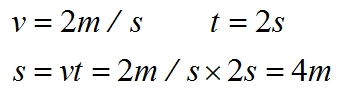 v = 2m / s t = 2s
s = vt = 2m / s × 2s = 4m